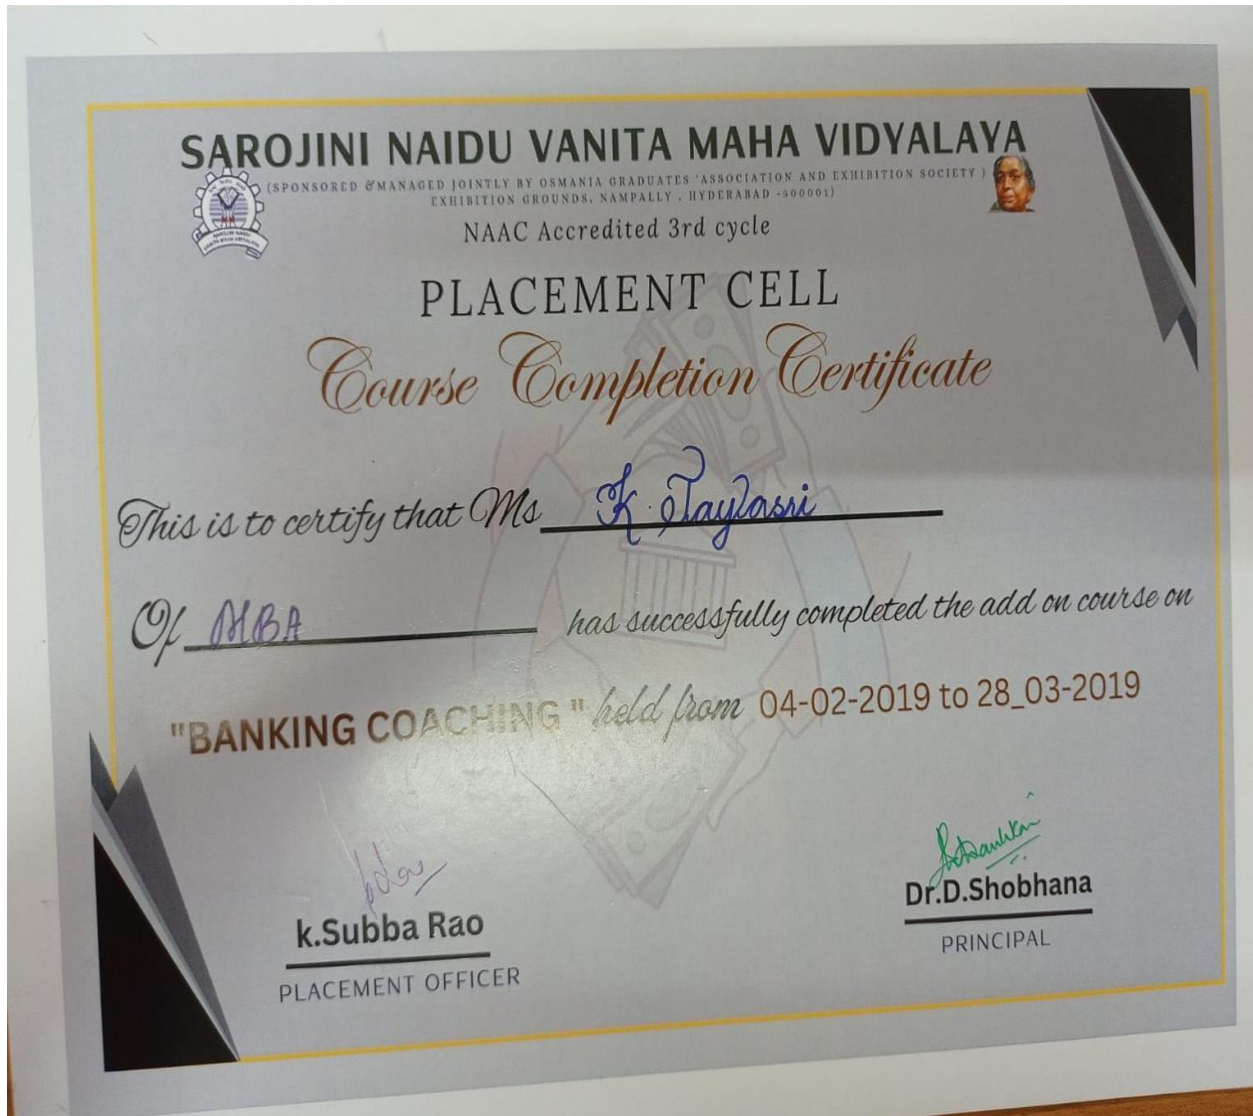 SAROJINI NAIDU VANITA MAHA VIDYALAYA
(SPONSORED &MANAGED JOINTLY BY OSMANIA GRADUATES 'ASSOCIATION AND EXHIBITION SOCIETY )
EXHIBITION GROUNDS, NAMPALLY , HYDERABAD -500001)
NAAC Accredited 3rd cycle
PLACEMENT CELL
Course Completion Certificate
This is to certify that Ms K.
Of MBA has successfully completed the add on course on
"BANKING COACHING " held from 04-02-2019 to 28_03-2019
k.Subba Rao
PLACEMENT OFFICER
Dr.D.Shobhana
PRINCIPAL